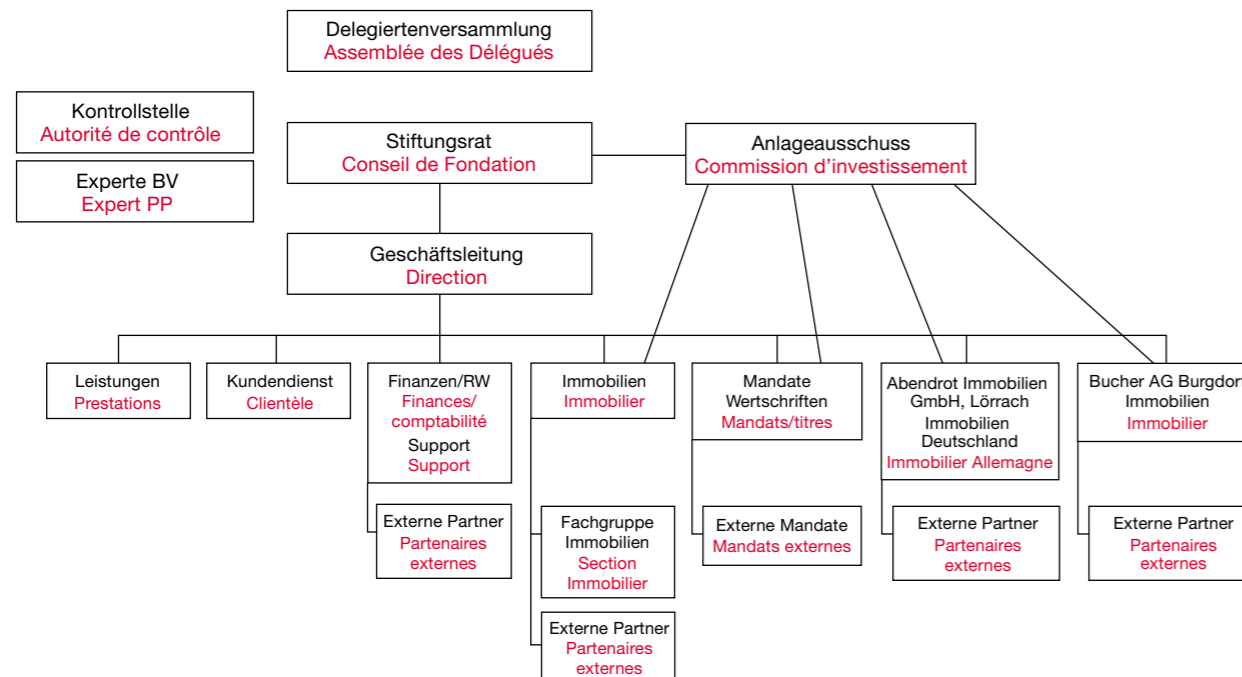 Delegiertenversammlung
Assemblée des Délégués
Kontrollstelle
Autorité de contrôle
Stiftungsrat
Conseil de Fondation
Anlageausschuss
Commission d’investissement
Experte BV
Expert PP
Geschäftsleitung
Direction
Leistungen
Prestations
Kundendienst
Clientèle
Finanzen/RW
Finances/
comptabilité
Support
Support
Immobilien
Immobilier
Mandate
Wertschriften
Mandats/titres
Abendrot Immobilien
GmbH, Lörrach
Immobilien
Deutschland
Immobilier Allemagne
Bucher AG Burgdorf
Immobilien
Immobilier
Externe Partner
Partenaires
externes
Fachgruppe
Immobilien
Section
Immobilier
Externe Mandate
Mandats externes
Externe Partner
Partenaires
externes
Externe Partner
Partenaires
externes
Externe Partner
Partenaires
externes